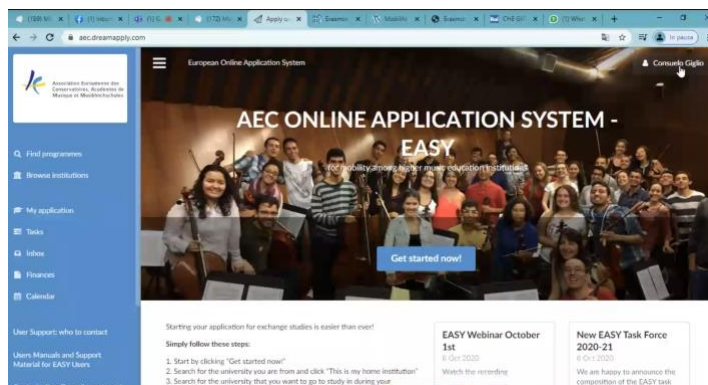 Apply on
aec.dreamapply.com
In pausa
Association Européenne des
Conservatoires, Académies de
Musique et Musikhochschulen
European Online Application System
Consuelo Giglio
AEC ONLINE APPLICATION SYSTEM -
EASY
for mobility among higher music education institutions
Get started now!
Find programmes
Browse institutions
My application
Tasks
Inbox
Finances
Calendar
User Support: who to contact
Users Manuals and Support
Material for EASY Users
Starting your application for exchange studies is easier than ever!
Simply follow these steps:
1. Start by clicking "Get started now!"
2. Search for the university you are from and click "This is my home institution"
3. Search for the university that you want to go to study in during your
EASY Webinar October
1st
6 Oct 2020
Watch the recording
New EASY Task Force
2020-21
6 Oct 2020
We are happy to announce the
composition of the EASY task